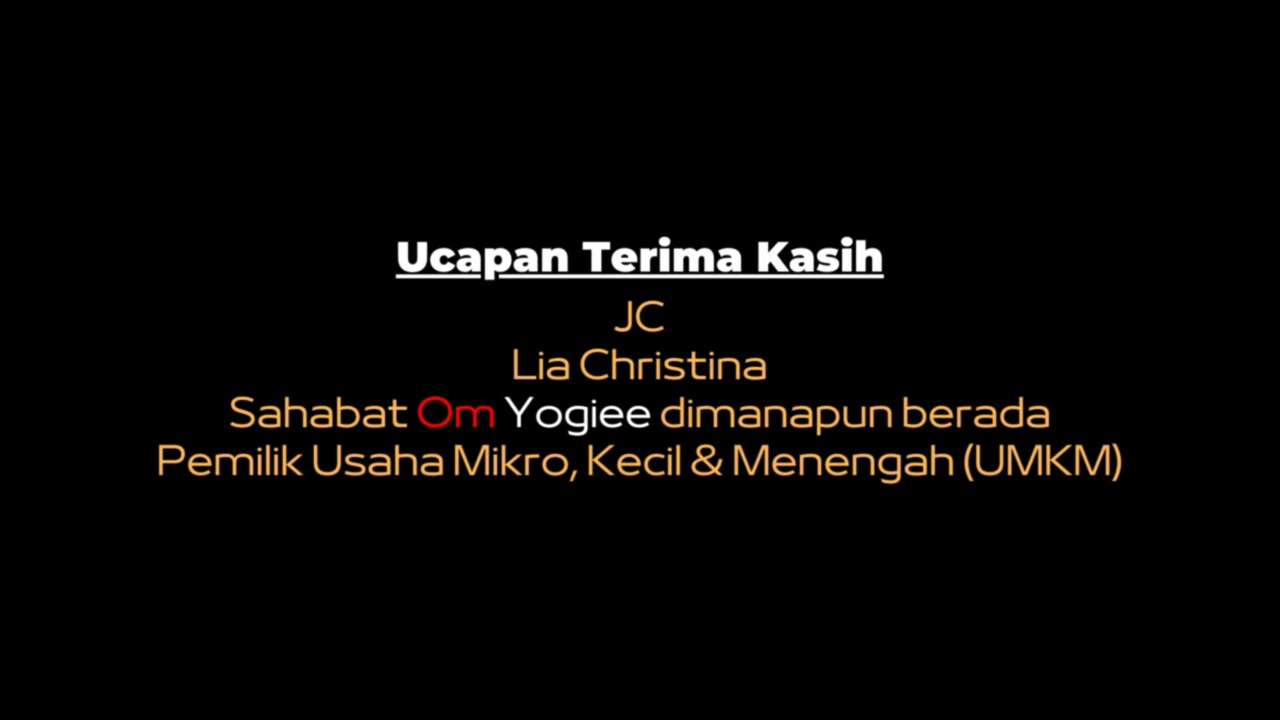 Ucapan Terima Kasih
JC
Lia Christina
Sahabat Om Yogiee dimanapun berada
Pemilik Usaha Mikro, Kecil & Menengah (UMKM)